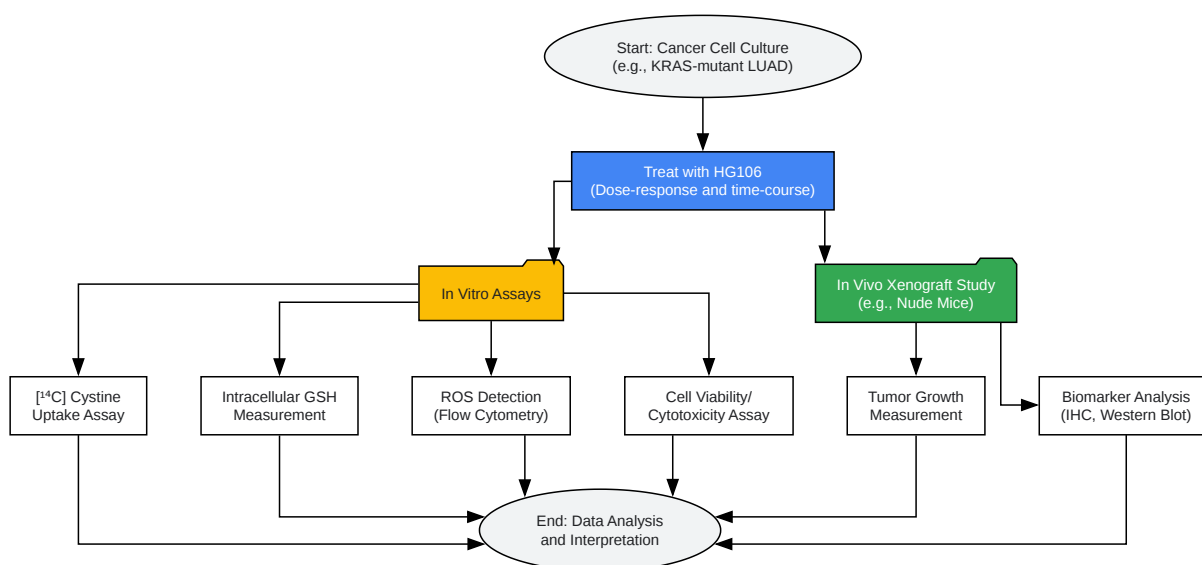 Start: Cancer Cell Culture
(e.g., KRAS-mutant LUAD)
Treat with HG106
(Dose-response and time-course)
In Vitro Assays
In Vivo Xenograft Study
(e.g., Nude Mice)
[¹⁴C] Cystine
Uptake Assay
Intracellular GSH
Measurement
ROS Detection
(Flow Cytometry)
Cell Viability/
Cytotoxicity Assay
Tumor Growth
Measurement
Biomarker Analysis
(IHC, Western Blot)
End: Data Analysis
and Interpretation